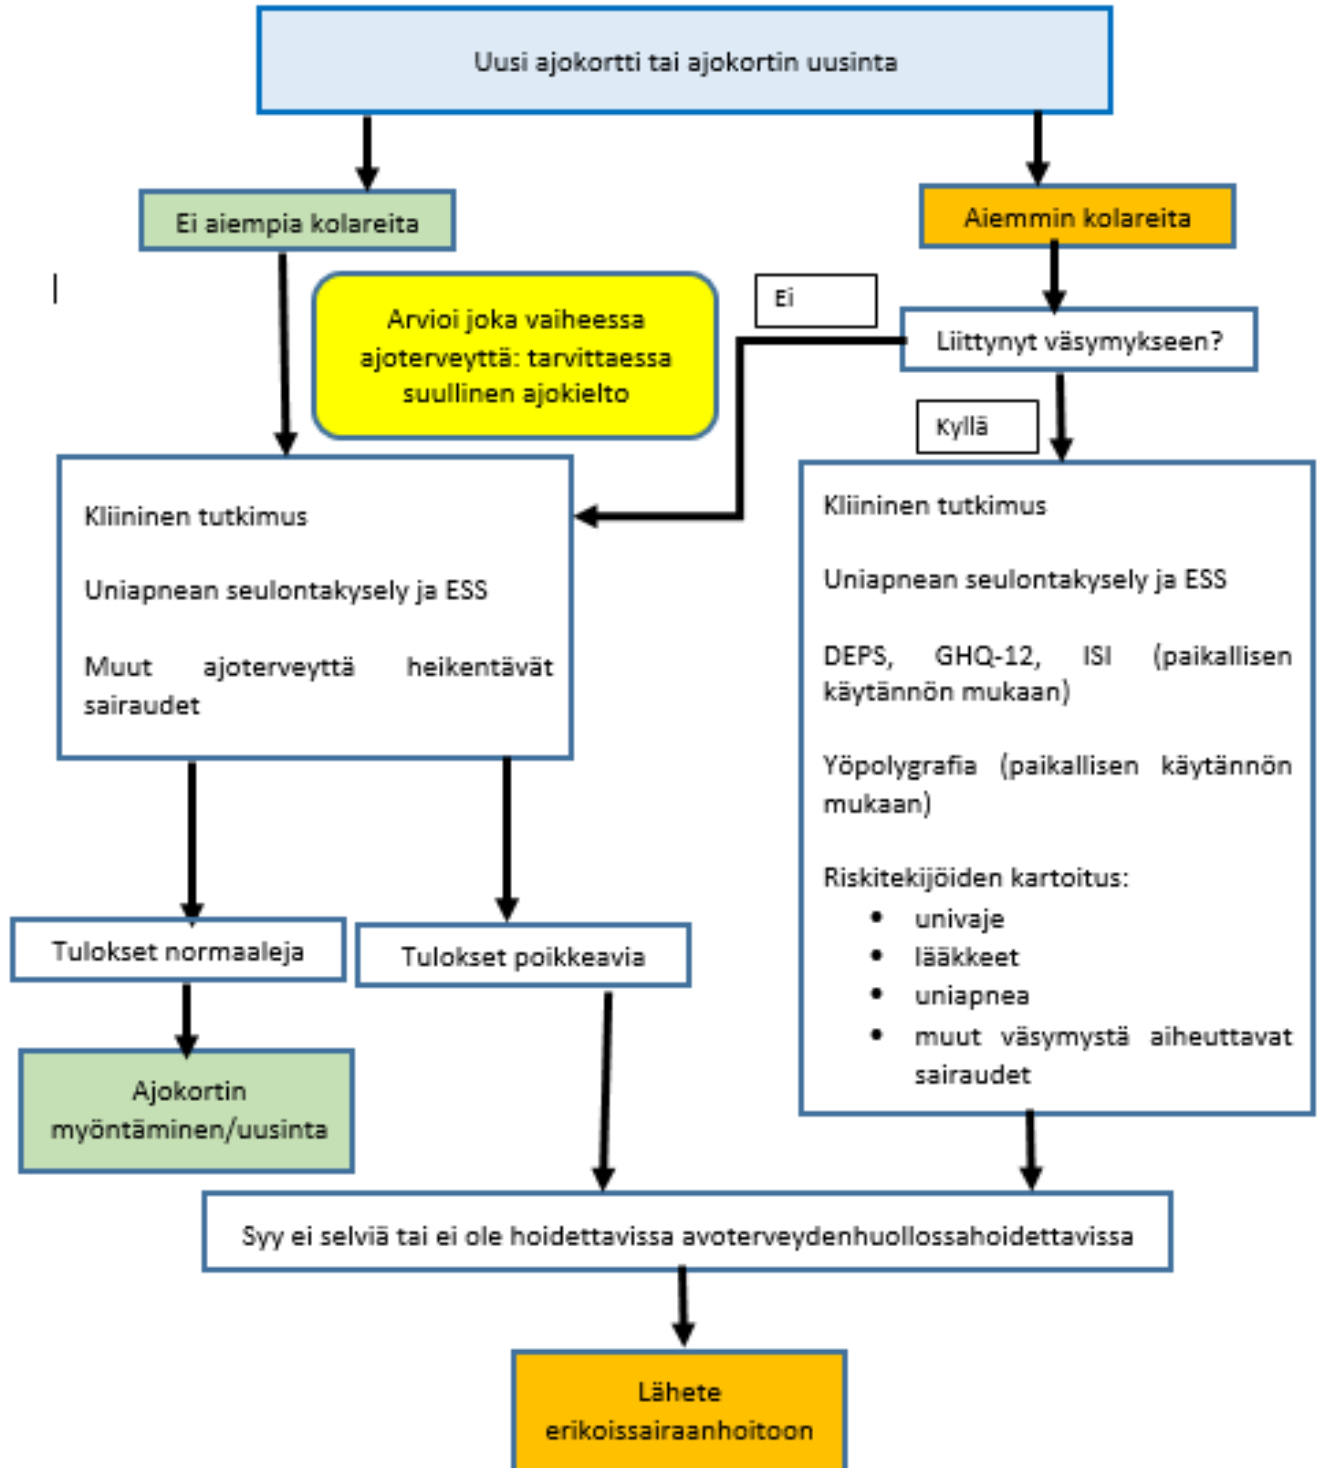 Uusi ajokortti tai ajokortin uusinta
Ei aiempia kolareita
Aiemmin kolareita
Arvioi joka vaiheessa
ajoterveyttä: tarvittaessa
suullinen ajokielto
Ei
Liittynyt väsymykseen?
Kyllä
Kliininen tutkimus
Uniapnean seulontakysely ja ESS
Muut ajoterveyttä heikentävät
sairaudet
Kliininen tutkimus
Uniapnean seulontakysely ja ESS
DEPS, GHQ-12, ISI (paikallisen
käytännön mukaan)
Yöpolygrafia (paikallisen käytännön
mukaan)
Riskitekijöiden kartoitus:
• univaje
• lääkkeet
• uniapnea
• muut väsymystä aiheuttavat
sairaudet
Tulokset normaaleja
Tulokset poikkeavia
Ajokortin
myöntäminen/uusinta
Syy ei selviä tai ei ole hoidettavissa avoterveydenhuollossahoidettavissa
Lähete
erikoissairaanhoitoon